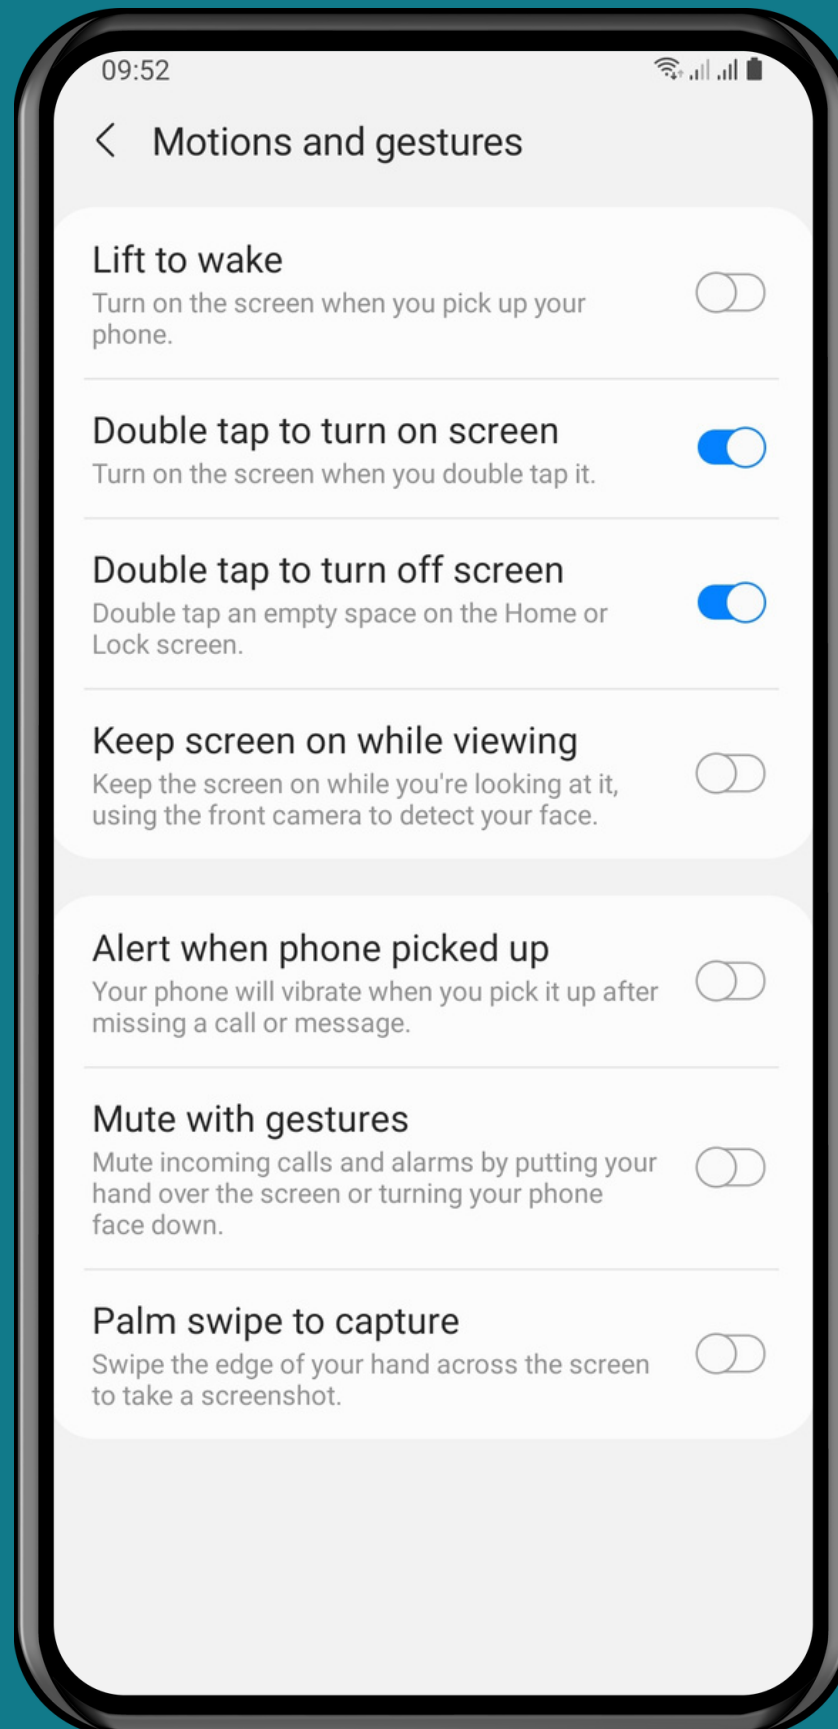 09:52
Motions and gestures
Lift to wake
Turn on the screen when you pick up your
phone.
Double tap to turn on screen
Turn on the screen when you double tap it.
Double tap to turn off screen
Double tap an empty space on the Home or
Lock screen.
Keep screen on while viewing
Keep the screen on while you're looking at it,
using the front camera to detect your face.
Alert when phone picked up
Your phone will vibrate when you pick it up after
missing a call or message.
Mute with gestures
Mute incoming calls and alarms by putting your
hand over the screen or turning your phone
face down.
Palm swipe to capture
Swipe the edge of your hand across the screen
to take a screenshot.